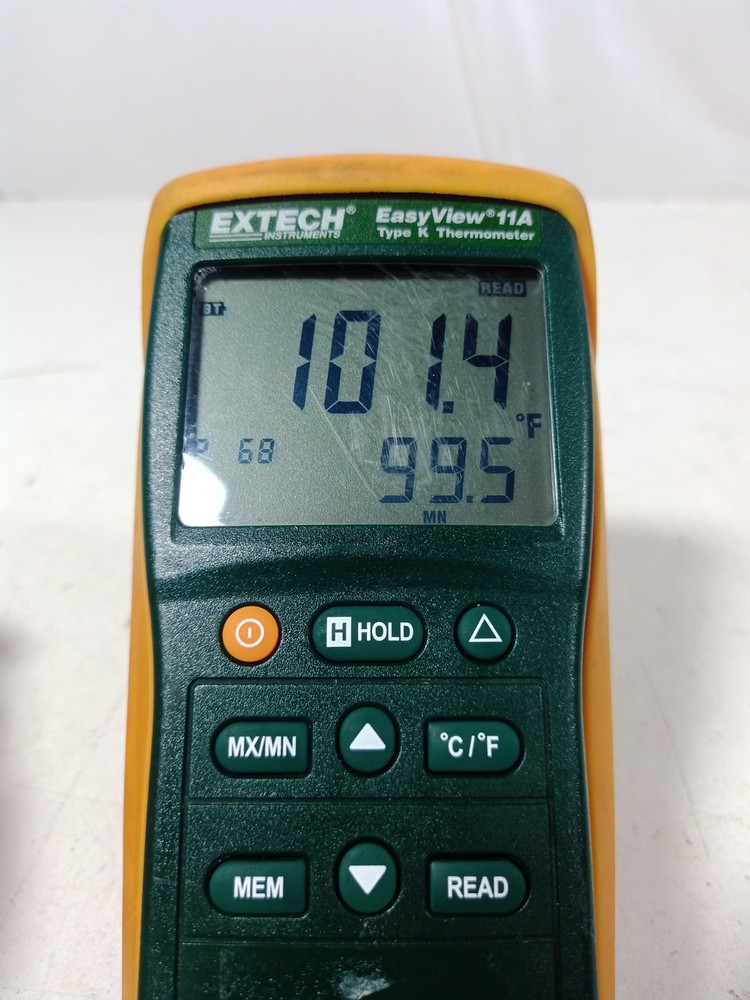 EXTECH®
INSTRUMENTS
EasyView® 11A
Type K Thermometer
READ
BT
101.4
°F
P 68
99.5
MN
H HOLD
MX/MN
°C/°F
MEM
READ